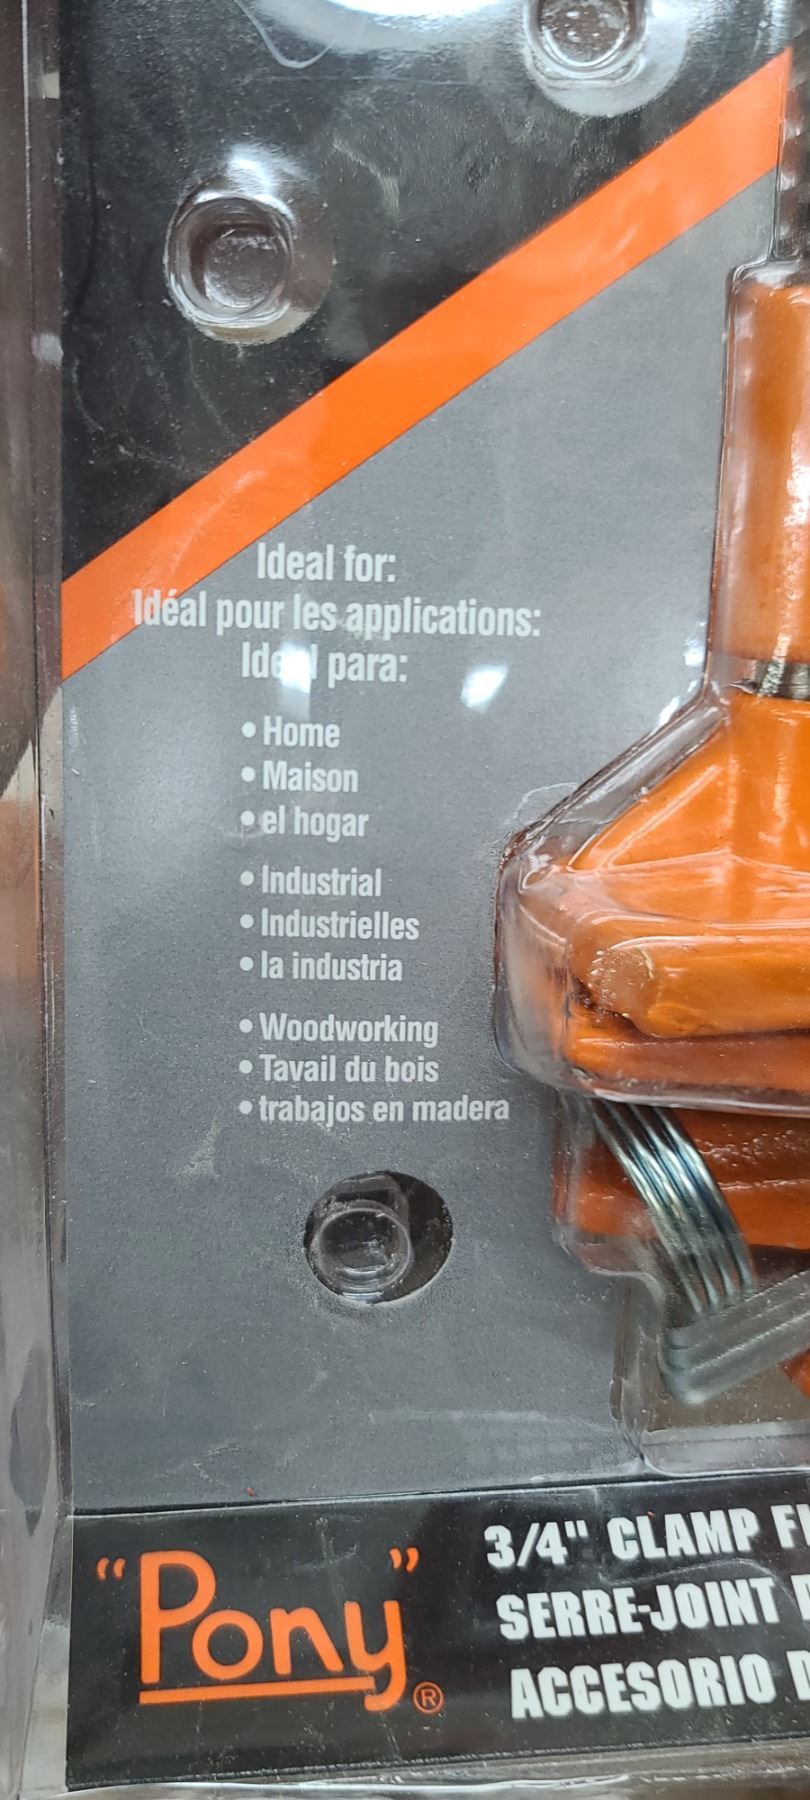 Ideal for:
Idéal pour les applications:
Ideal para:
• Home
• Maison
• el hogar
• Industrial
• Industrielles
• la industria
• Woodworking
• Tavail du bois
• trabajos en madera
"Pony"®
3/4" CLAMP
SERRE-JOINT
ACCESORIO